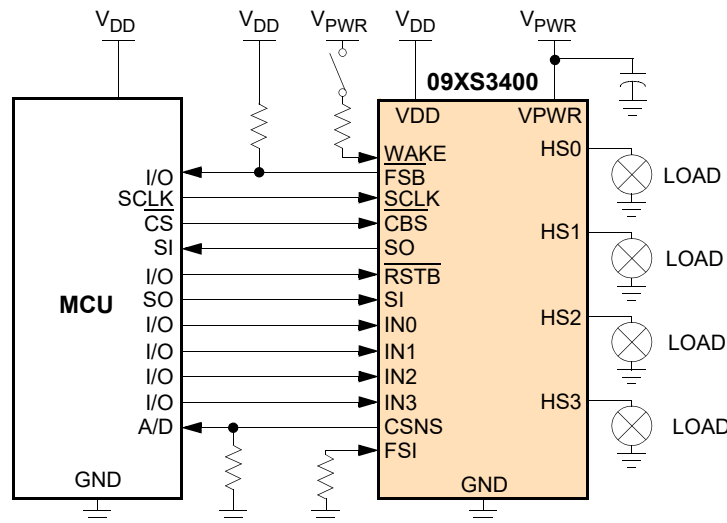 VDD VDD VPWR VDD VPWR
09XS3400
VDD VPWR
WAKE HS0 LOAD
I/O FSB
SCLK SCLK
CS CBS
SI SO HS1 LOAD
I/O RSTB
MCU
SO SI
I/O IN0 HS2 LOAD
I/O IN1
I/O IN2
I/O IN3 HS3 LOAD
A/D CSNS
FSI
GND GND